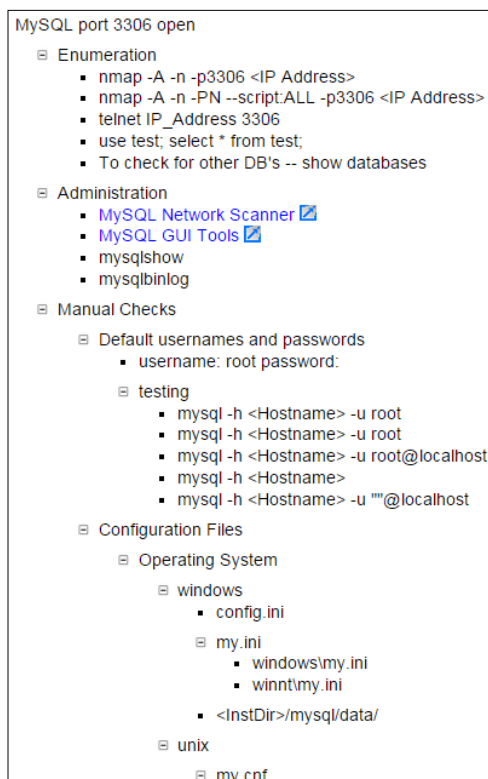 MySQL port 3306 open
Enumeration
nmap -A -n -p3306 <IP Address>
nmap -A -n -PN --script:ALL -p3306 <IP Address>
telnet IP_Address 3306
use test; select * from test;
To check for other DB's -- show databases
Administration
MySQL Network Scanner
MySQL GUI Tools
mysqlshow
mysqlbinlog
Manual Checks
Default usernames and passwords
username: root password:
testing
mysql -h <Hostname> -u root
mysql -h <Hostname> -u root
mysql -h <Hostname> -u root@localhost
mysql -h <Hostname>
mysql -h <Hostname> -u ""@localhost
Configuration Files
Operating System
windows
config.ini
my.ini
windows\my.ini
winnt\my.ini
<InstDir>/mysql/data/
unix
my.cnf